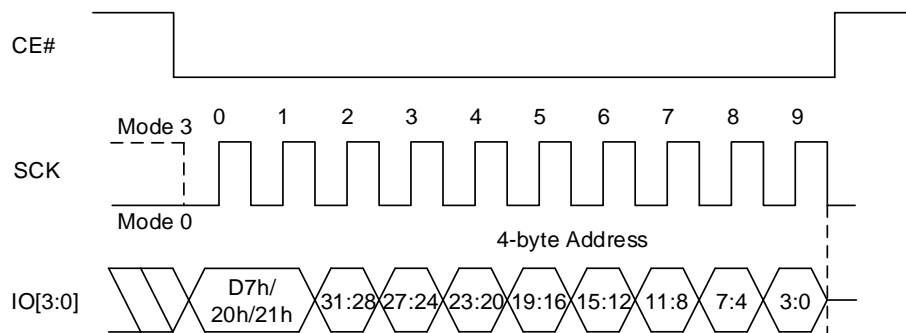 CE#
0 1 2 3 4 5 6 7 8 9
Mode 3
SCK
Mode 0
4-byte Address
IO[3:0]
D7h/
20h/21h
31:28 27:24 23:20 19:16 15:12 11:8 7:4 3:0